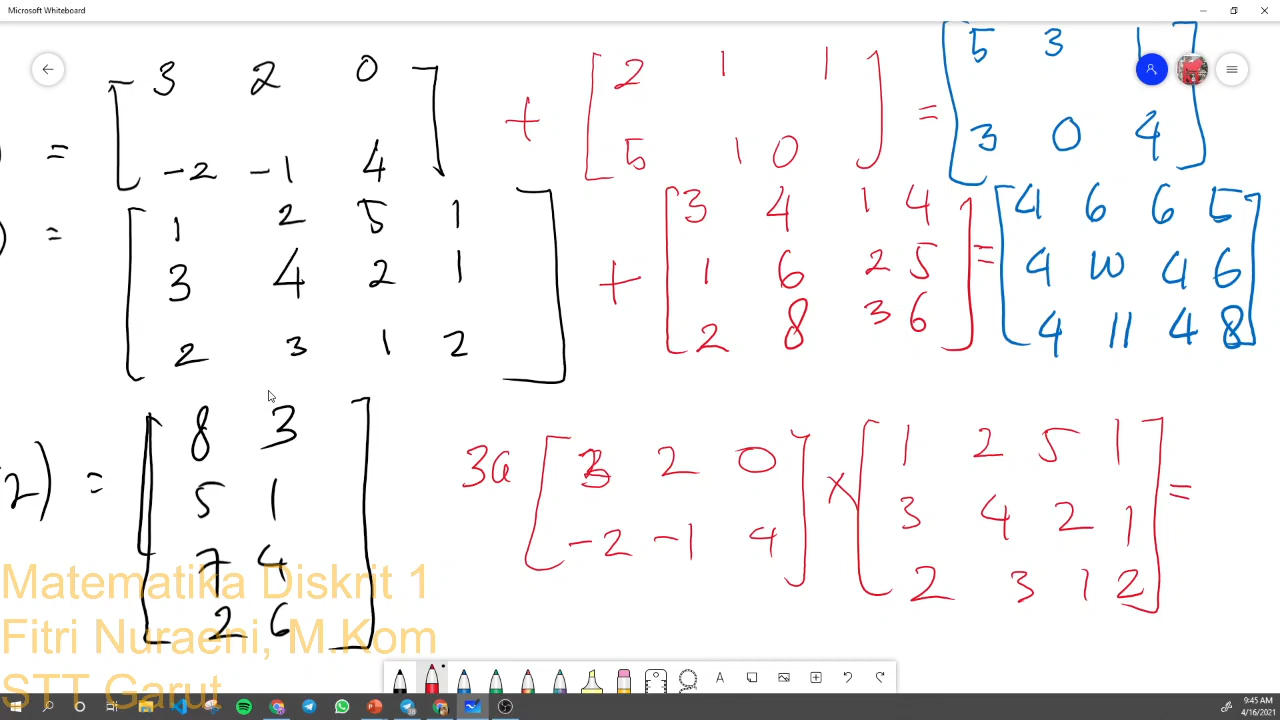 Microsoft Whiteboard
) = [ 3 2 0 ] + [ 2 1 1 ] = [ 5 3 1 ]
[ -2 -1 4 ] [ 5 1 0 ] [ 3 0 4 ]
) = [ 1 2 5 1 ] + [ 3 4 1 4 ] = [ 4 6 6 5 ]
[ 3 4 2 1 ] [ 1 6 2 5 ] [ 4 10 4 6 ]
[ 2 3 1 2 ] [ 2 8 3 6 ] [ 4 11 4 8 ]
2) = [ 8 3 ]
[ 5 1 ]
[ 7 4 ]
[ 2 6 ]
3a [ 3 2 0 ] × [ 1 2 5 1 ] =
[ -2 -1 4 ] [ 3 4 2 1 ]
[ 2 3 1 2 ]
Matematika Diskrit 1
Fitri Nuraeni, M.Kom
STT Garut
9:45 AM
4/16/2021